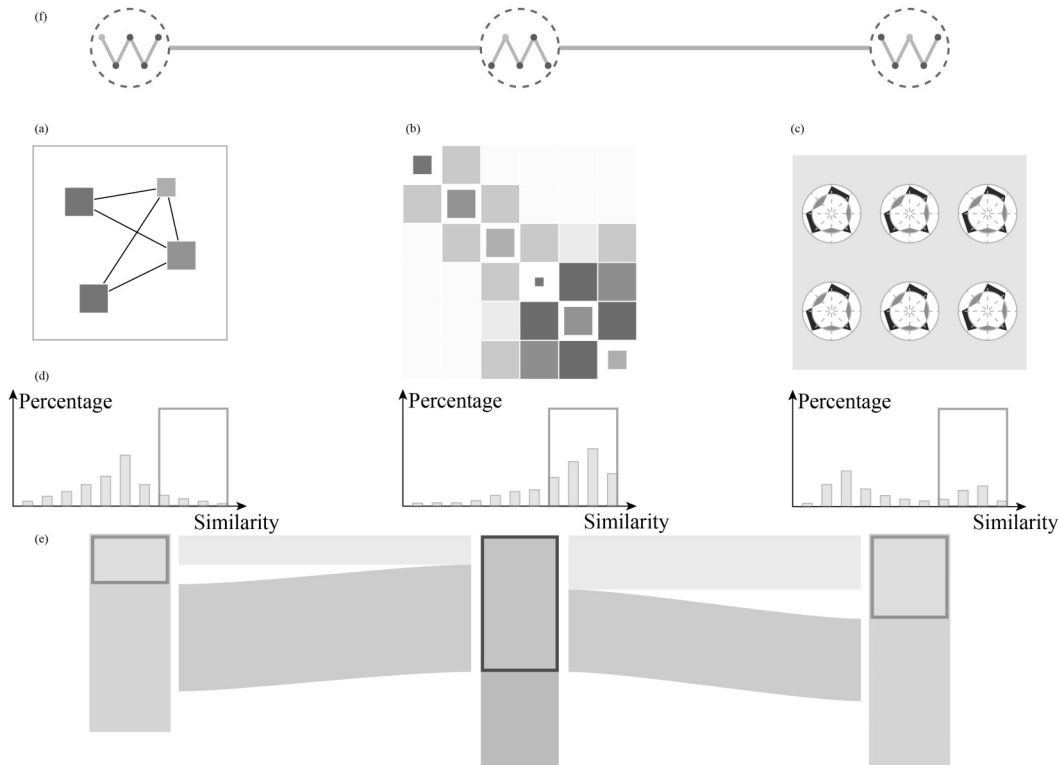 (f)
(a)
(b)
(c)
(d)
Percentage
Similarity
Percentage
Similarity
Percentage
Similarity
(e)